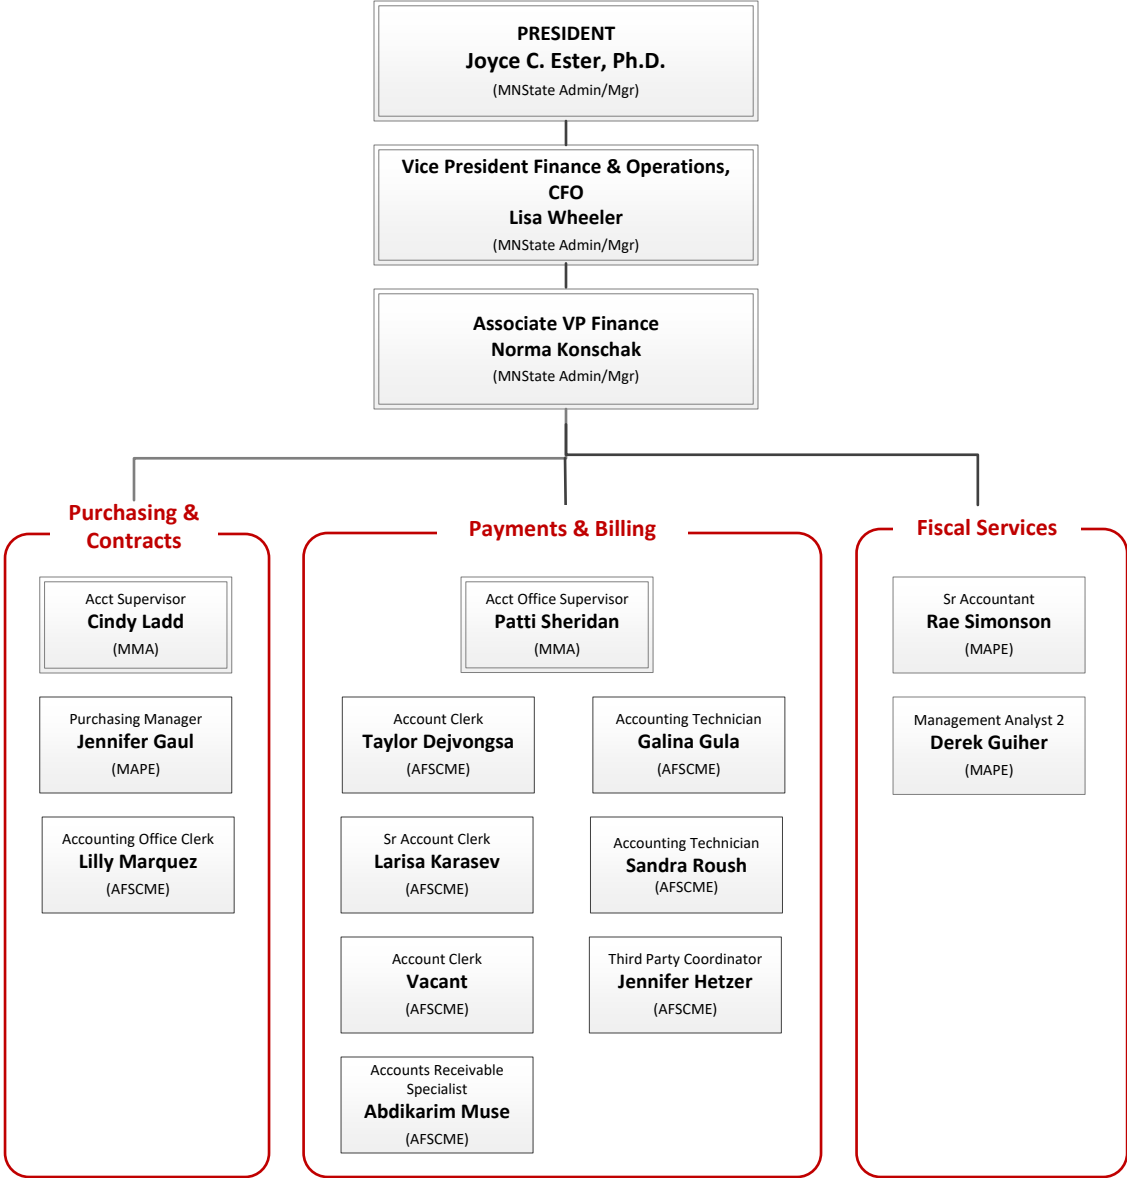 PRESIDENT
Joyce C. Ester, Ph.D.
(MNState Admin/Mgr)
Vice President Finance & Operations,
CFO
Lisa Wheeler
(MNState Admin/Mgr)
Associate VP Finance
Norma Konschak
(MNState Admin/Mgr)
Purchasing &
Contracts
Acct Supervisor
Cindy Ladd
(MMA)
Purchasing Manager
Jennifer Gaul
(MAPE)
Accounting Office Clerk
Lilly Marquez
(AFSCME)
Payments & Billing
Acct Office Supervisor
Patti Sheridan
(MMA)
Account Clerk
Taylor Dejvongsa
(AFSCME)
Accounting Technician
Galina Gula
(AFSCME)
Sr Account Clerk
Larisa Karasev
(AFSCME)
Accounting Technician
Sandra Roush
(AFSCME)
Account Clerk
Vacant
(AFSCME)
Third Party Coordinator
Jennifer Hetzer
(AFSCME)
Accounts Receivable
Specialist
Abdikarim Muse
(AFSCME)
Fiscal Services
Sr Accountant
Rae Simonson
(MAPE)
Management Analyst 2
Derek Guiher
(MAPE)